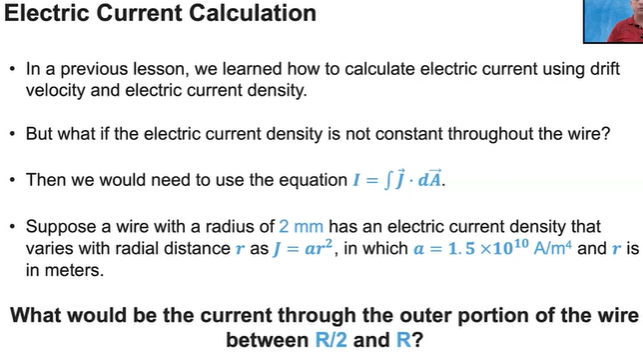 Electric Current Calculation
• In a previous lesson, we learned how to calculate electric current using drift
velocity and electric current density.
• But what if the electric current density is not constant throughout the wire?
• Then we would need to use the equation I = ∫ J⃗ · dA⃗.
• Suppose a wire with a radius of 2 mm has an electric current density that
varies with radial distance r as J = ar², in which a = 1.5 ×10¹⁰ A/m⁴ and r is
in meters.
What would be the current through the outer portion of the wire
between R/2 and R?